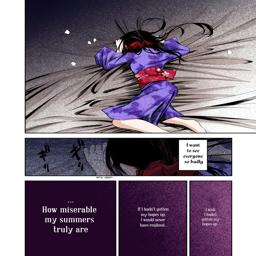 I want
to see
everyone
so badly
...
How miserable
my summers
truly are
If I hadn't gotten
my hopes up,
I would never
have realized...
I wish
I hadn't
gotten my
hopes up.